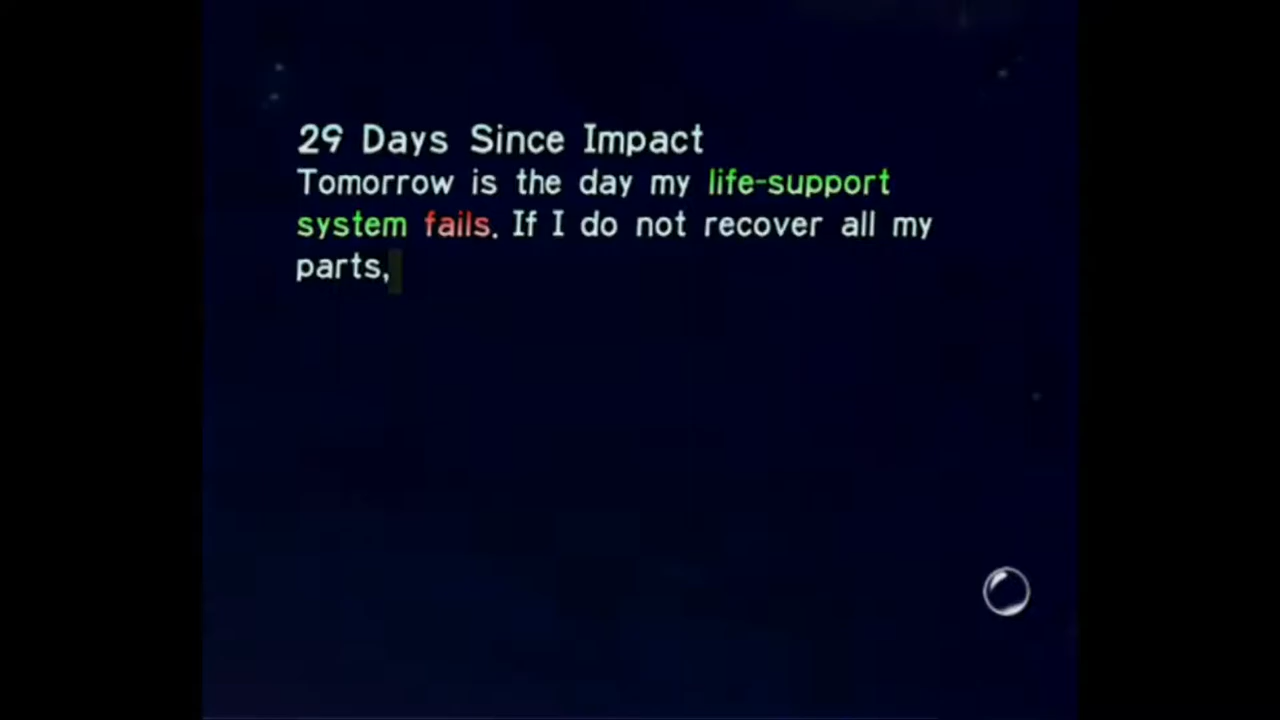 29 Days Since Impact
Tomorrow is the day my life-support
system fails. If I do not recover all my
parts,